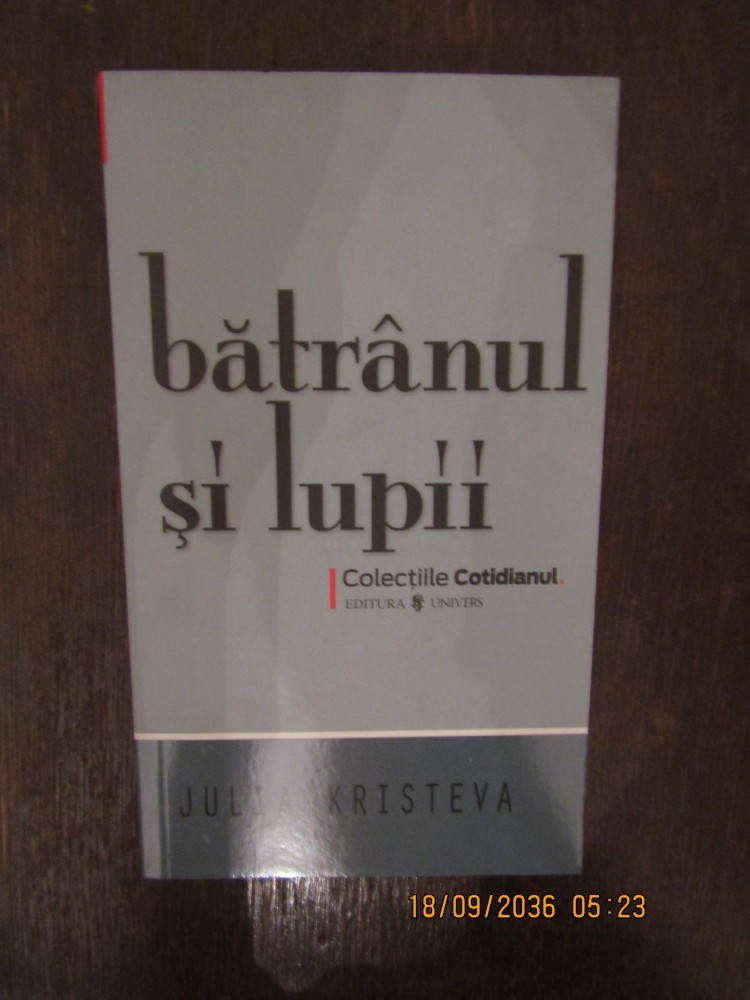 bătrânul
și lupii
Colecțiile Cotidianul.
EDITURA UNIVERS
JULIA KRISTEVA
18/09/2036 05:23